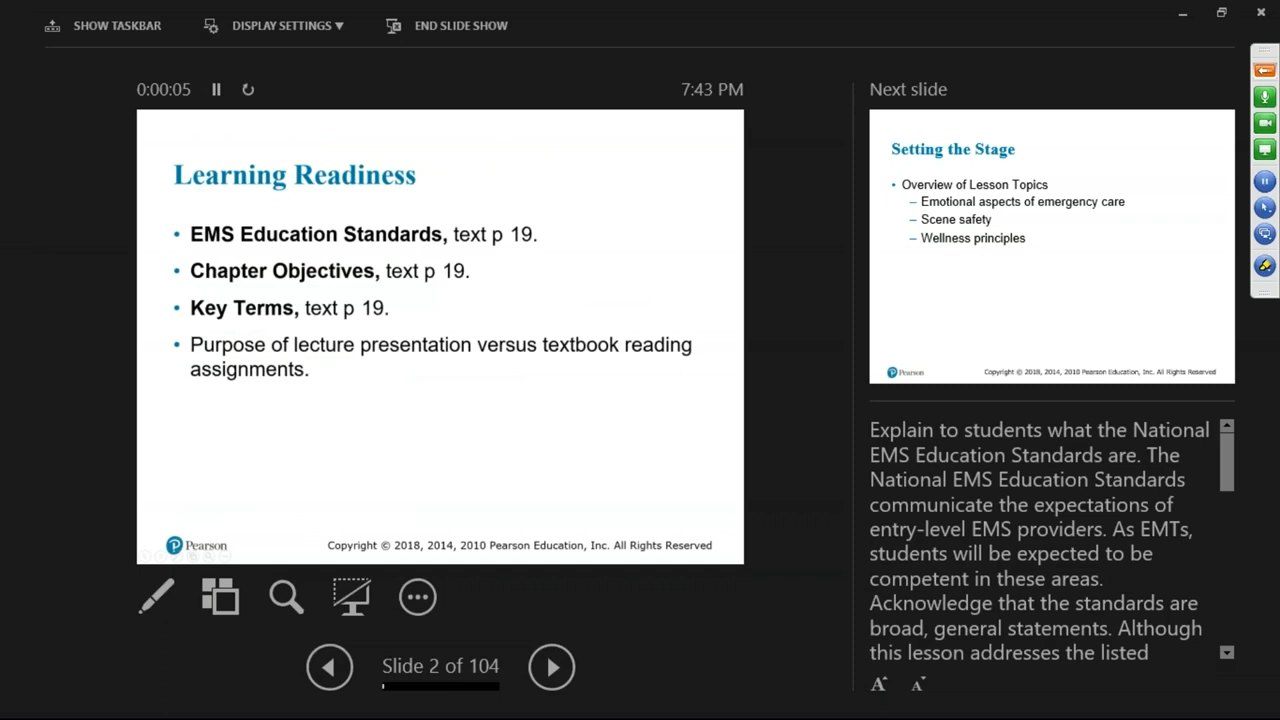 SHOW TASKBAR DISPLAY SETTINGS ▼ END SLIDE SHOW
0:00:05 7:43 PM
Learning Readiness
• EMS Education Standards, text p 19.
• Chapter Objectives, text p 19.
• Key Terms, text p 19.
• Purpose of lecture presentation versus textbook reading
assignments.
Pearson Copyright © 2018, 2014, 2010 Pearson Education, Inc. All Rights Reserved
Slide 2 of 104
Next slide
Setting the Stage
• Overview of Lesson Topics
– Emotional aspects of emergency care
– Scene safety
– Wellness principles
Pearson Copyright © 2018, 2014, 2010 Pearson Education, Inc. All Rights Reserved
Explain to students what the National
EMS Education Standards are. The
National EMS Education Standards
communicate the expectations of
entry-level EMS providers. As EMTs,
students will be expected to be
competent in these areas.
Acknowledge that the standards are
broad, general statements. Although
this lesson addresses the listed
A A